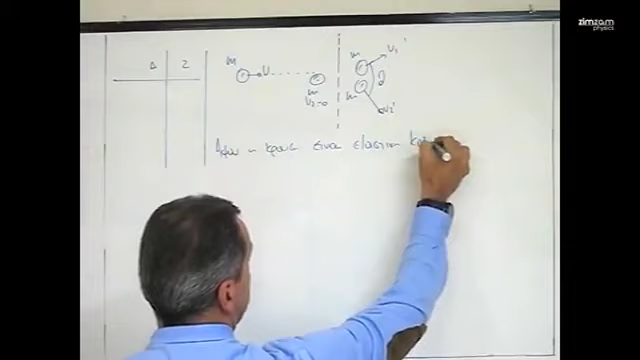 zimzam
physics
Δ Σ m υ m υ₁'
m υ₂=0 m υ₂'
Αφού η κρούση είναι ελαστική